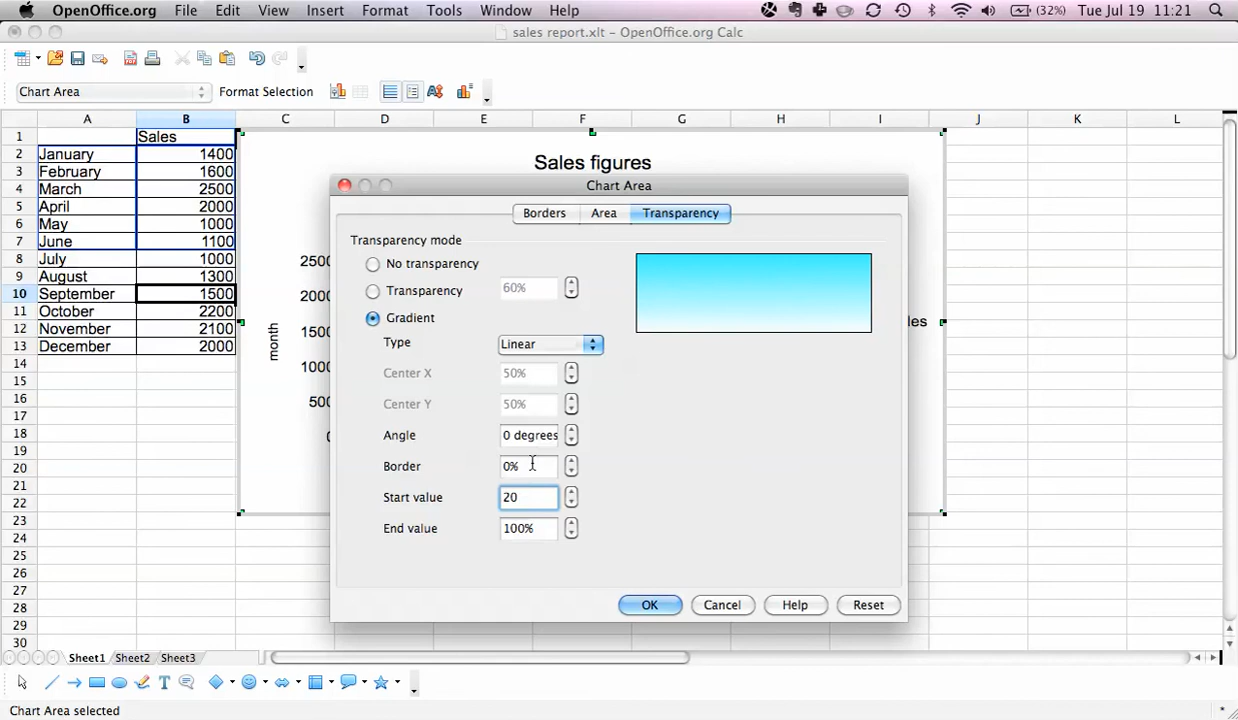 OpenOffice.org File Edit View Insert Format Tools Window Help (32%) Tue Jul 19 11:21
sales report.xlt – OpenOffice.org Calc
Chart Area Format Selection
A B C D E F G H I J K L
1 Sales
2 January 1400
3 February 1600
4 March 2500
5 April 2000
6 May 1000
7 June 1100
8 July 1000
9 August 1300
10 September 1500
11 October 2200
12 November 2100
13 December 2000
14
15
16
17
18
19
20
21
22
23
24
25
26
27
28
29
30
Sales figures
2500
2000
1500
1000
500
month
les
Chart Area
Borders Area Transparency
Transparency mode
No transparency
Transparency 60%
Gradient
Type Linear
Center X 50%
Center Y 50%
Angle 0 degrees
Border 0%
Start value 20
End value 100%
OK Cancel Help Reset
Sheet1 Sheet2 Sheet3
T
Chart Area selected *